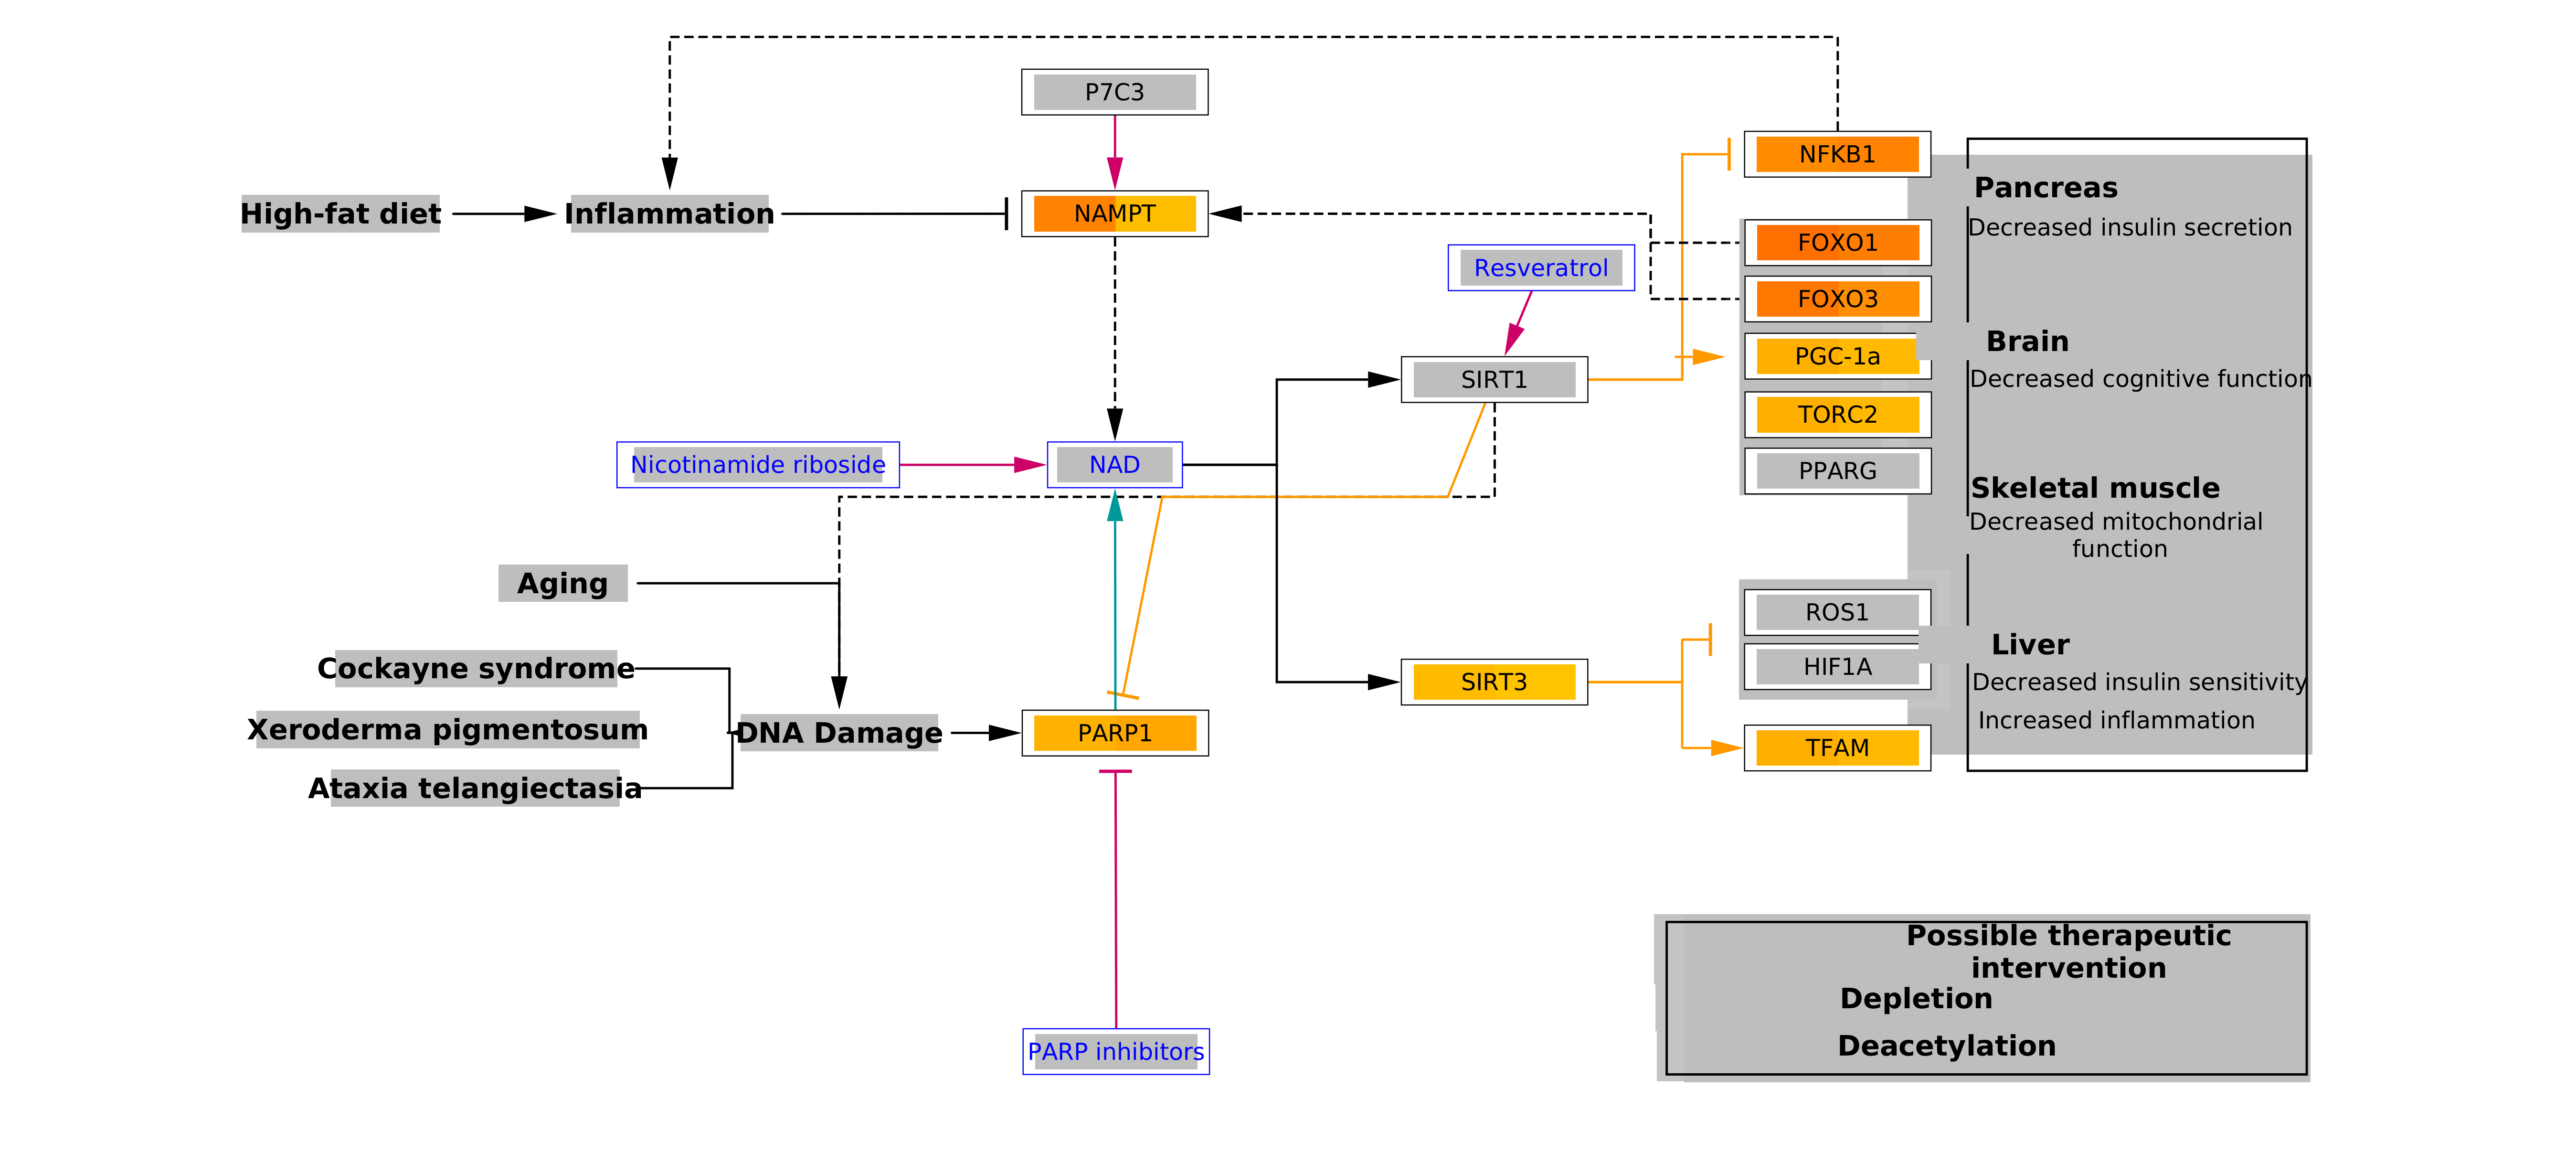 P7C3
NFKB1
Pancreas
High-fat diet
Inflammation
NAMPT
Decreased insulin secretion
FOXO1
Resveratrol
FOXO3
Brain
PGC-1a
SIRT1
Decreased cognitive function
TORC2
Nicotinamide riboside
NAD
PPARG
Skeletal muscle
Decreased mitochondrial
function
Aging
ROS1
Liver
Cockayne syndrome
HIF1A
SIRT3
Decreased insulin sensitivity
Xeroderma pigmentosum
Increased inflammation
DNA Damage
PARP1
TFAM
Ataxia telangiectasia
Possible therapeutic
intervention
Depletion
Deacetylation
PARP inhibitors